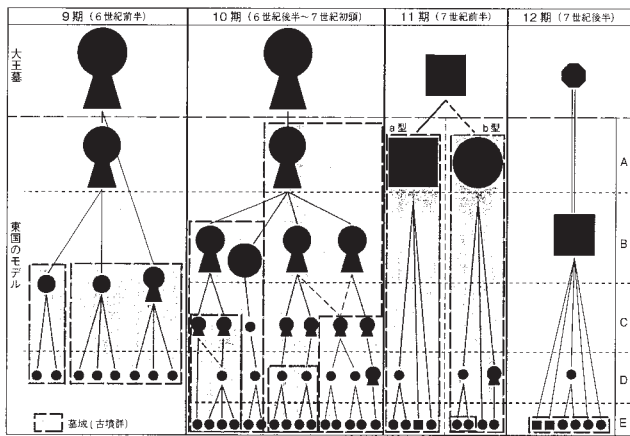 9期(6世紀前半)
10期(6世紀後半~7世紀初頭)
11期(7世紀前半)
12期(7世紀後半)
大王墓
東国のモデル
a型
b型
A
B
C
D
E
墓域(古墳群)